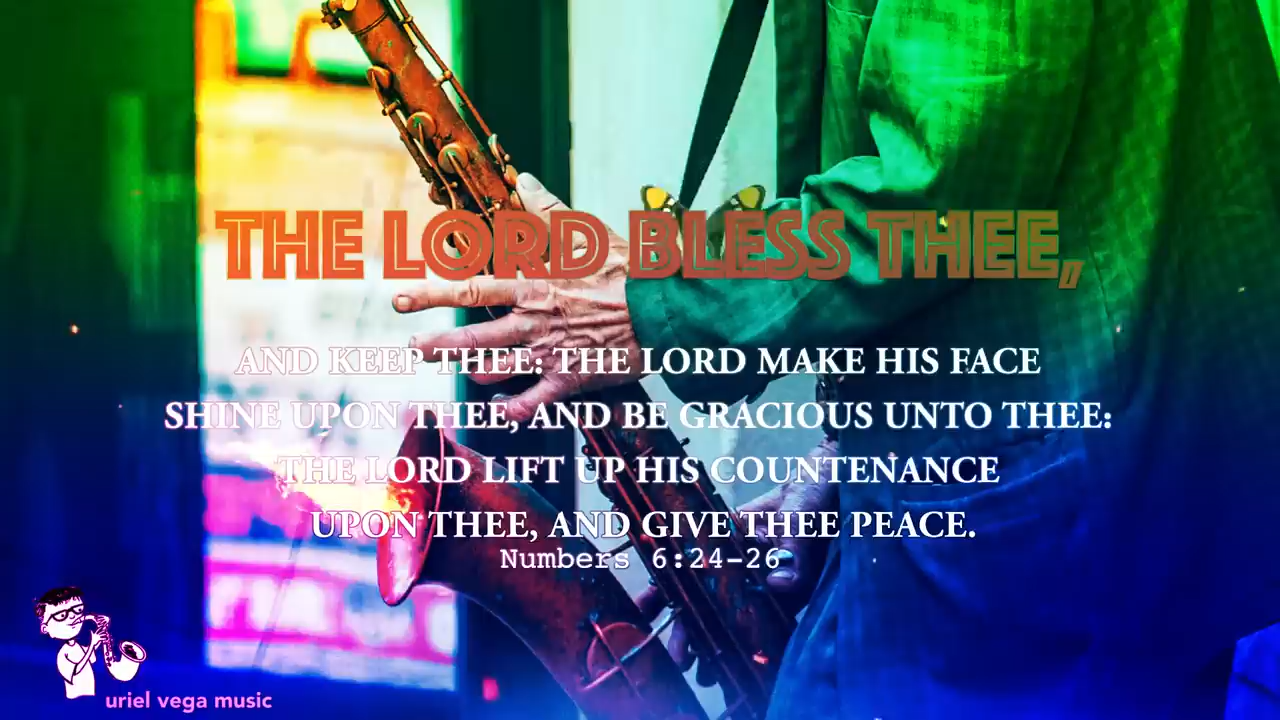 THE LORD BLESS THEE,
AND KEEP THEE: THE LORD MAKE HIS FACE
SHINE UPON THEE, AND BE GRACIOUS UNTO THEE:
THE LORD LIFT UP HIS COUNTENANCE
UPON THEE, AND GIVE THEE PEACE.
Numbers 6:24-26
uriel vega music